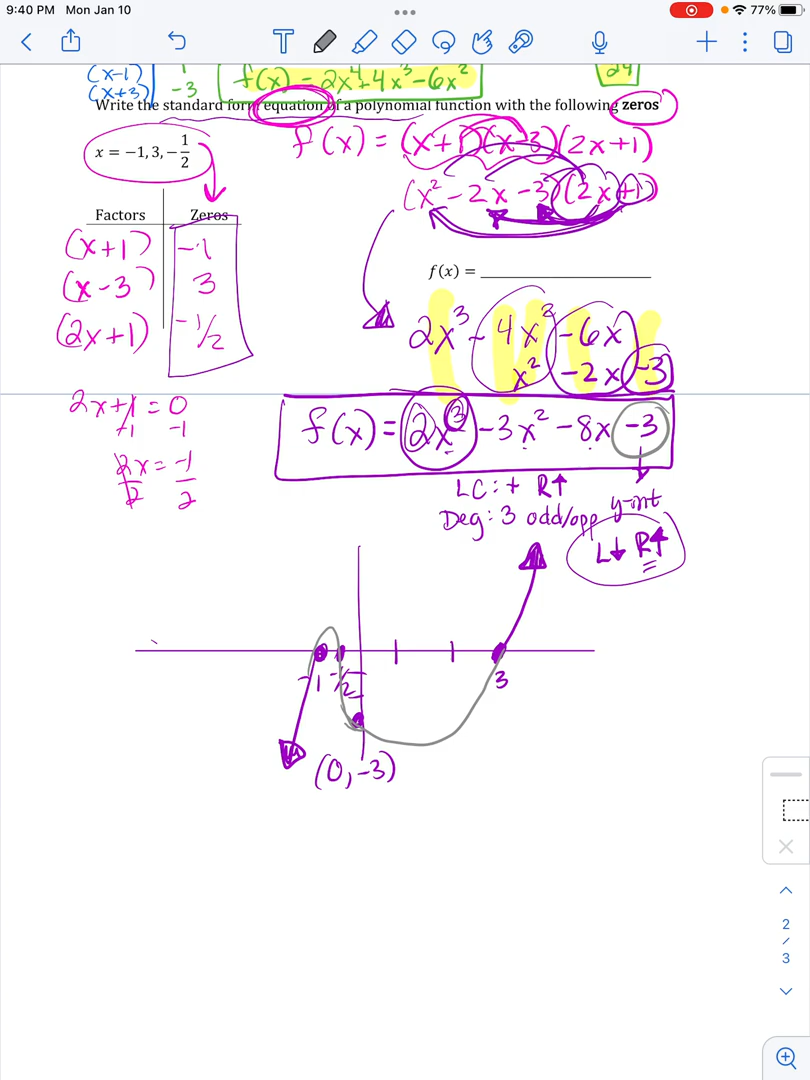 9:40 PM Mon Jan 10
77%
(x-1) 1
(x+3) -3
f(x) = 2x⁴+4x³-6x²
24
Write the standard form equation of a polynomial function with the following zeros
x = −1, 3, −1/2
f(x) = (x+1)(x-3)(2x+1)
(x² - 2x - 3)(2x+1)
Factors Zeros
(x+1) -1
(x-3) 3
(2x+1) -1/2
f(x) =
2x³ - 4x² - 6x
x² - 2x - 3
f(x) = 2x³ - 3x² - 8x - 3
2x+1 = 0
-1 -1
2x = -1
2 2
LC: + R↑
Deg: 3 odd/opp
y-int
L↓ R↑
-1 -1/2 3
(0, -3)
2
3